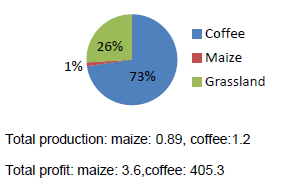 Coffee
Maize
Grassland
26%
1%
73%
Total production: maize: 0.89, coffee:1.2
Total profit: maize: 3.6,coffee: 405.3